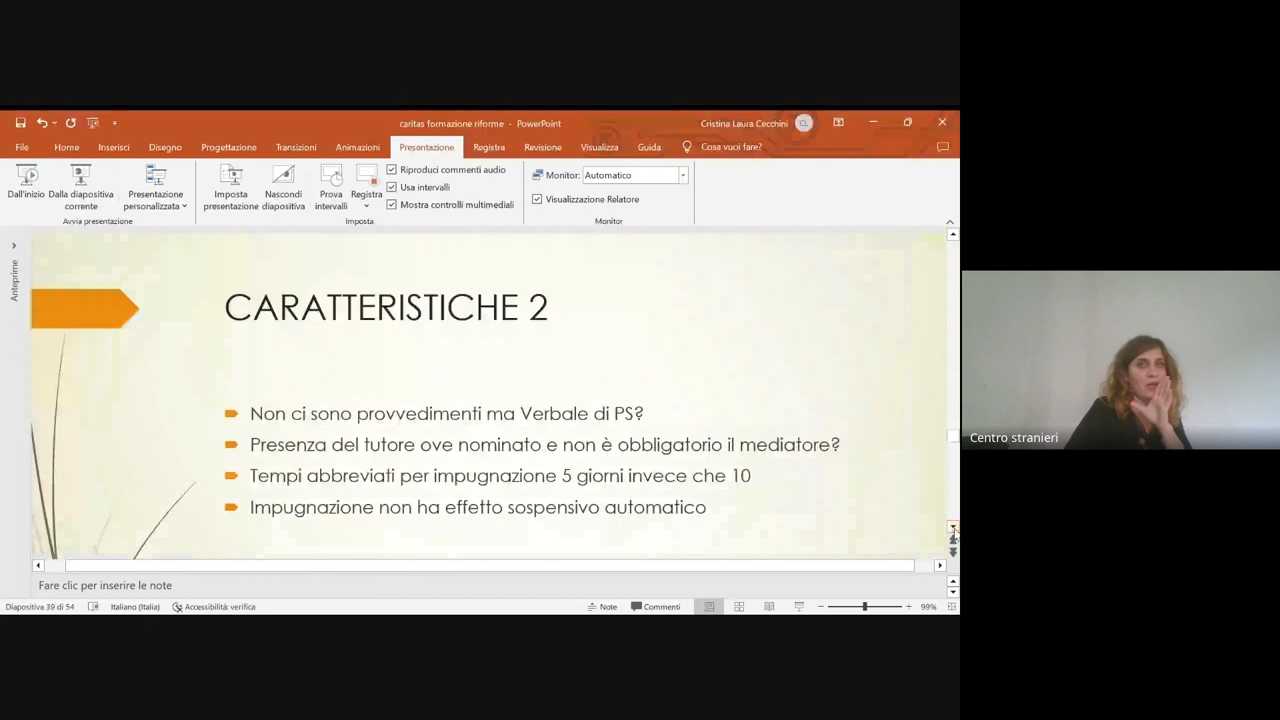 caritas formazione riforme - PowerPoint
Cristina Laura Cecchini
CL
File Home Inserisci Disegno Progettazione Transizioni Animazioni Presentazione Registra Revisione Visualizza Guida Cosa vuoi fare?
Dall'inizio
Dalla diapositiva corrente
Presentazione personalizzata
Avvia presentazione
Imposta presentazione
Nascondi diapositiva
Prova intervalli
Registra
Riproduci commenti audio
Usa intervalli
Mostra controlli multimediali
Imposta
Monitor: Automatico
Visualizzazione Relatore
Monitor
Anteprime
CARATTERISTICHE 2
Non ci sono provvedimenti ma Verbale di PS?
Presenza del tutore ove nominato e non è obbligatorio il mediatore?
Tempi abbreviati per impugnazione 5 giorni invece che 10
Impugnazione non ha effetto sospensivo automatico
Centro stranieri
Fare clic per inserire le note
Diapositiva 39 di 54 Italiano (Italia) Accessibilità: verifica Note Commenti 99%